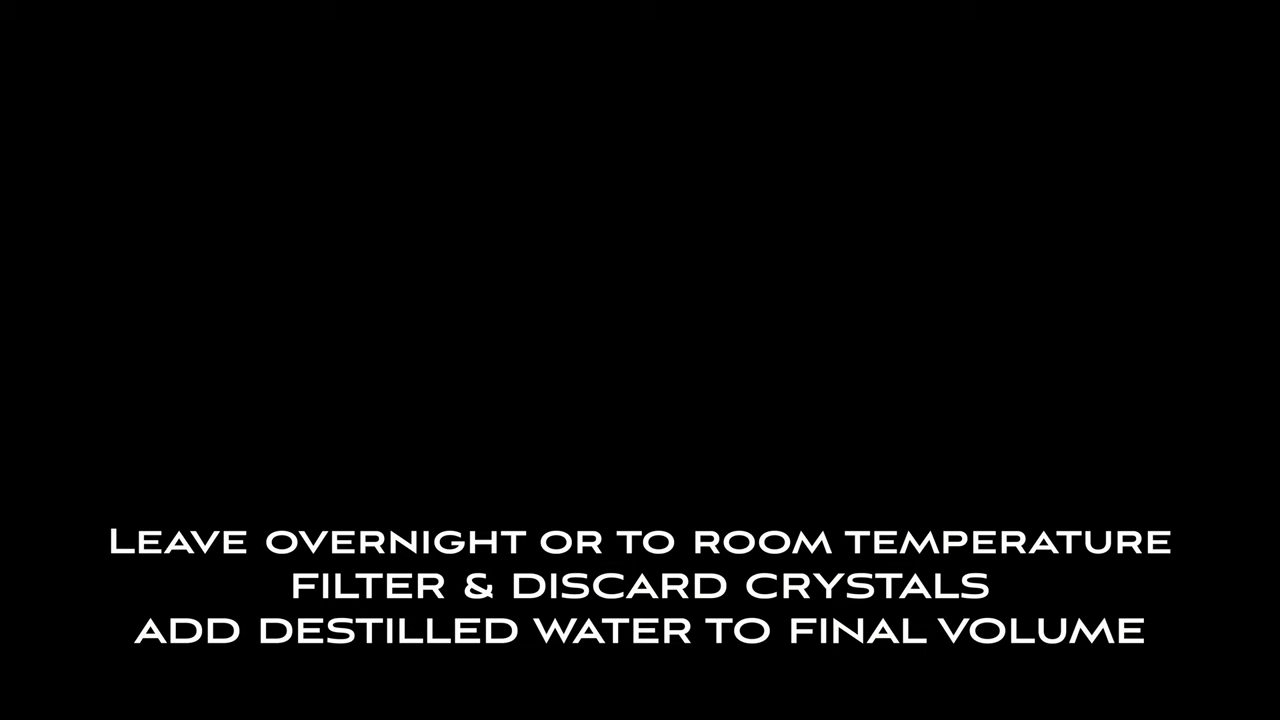 Leave overnight or to room temperature
filter & discard crystals
add destilled water to final volume